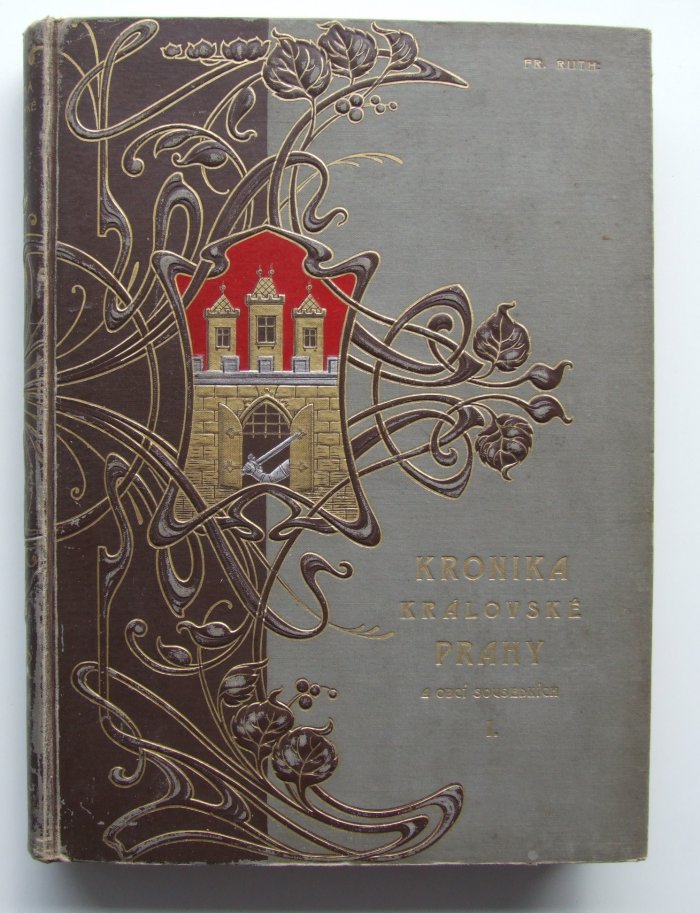 FR. RUTH.
KRONIKA
KRÁLOVSKÉ
PRAHY
A OBCÍ SOUSEDNÍCH
I.